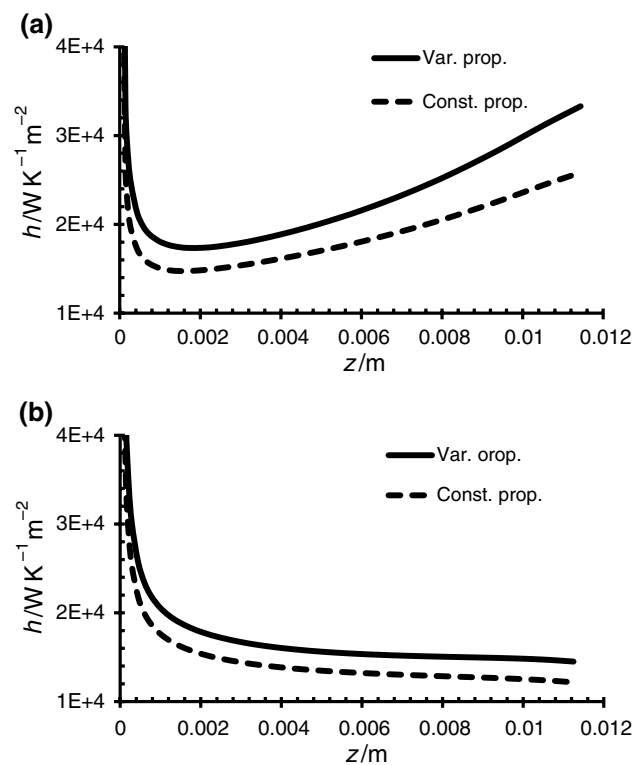 (a)
4E+4
3E+4
2E+4
1E+4
h/W K−1 m−2
Var. prop.
Const. prop.
0 0.002 0.004 0.006 0.008 0.01 0.012
z/m
(b)
4E+4
3E+4
2E+4
1E+4
h/W K−1 m−2
Var. orop.
Const. prop.
0 0.002 0.004 0.006 0.008 0.01 0.012
z/m